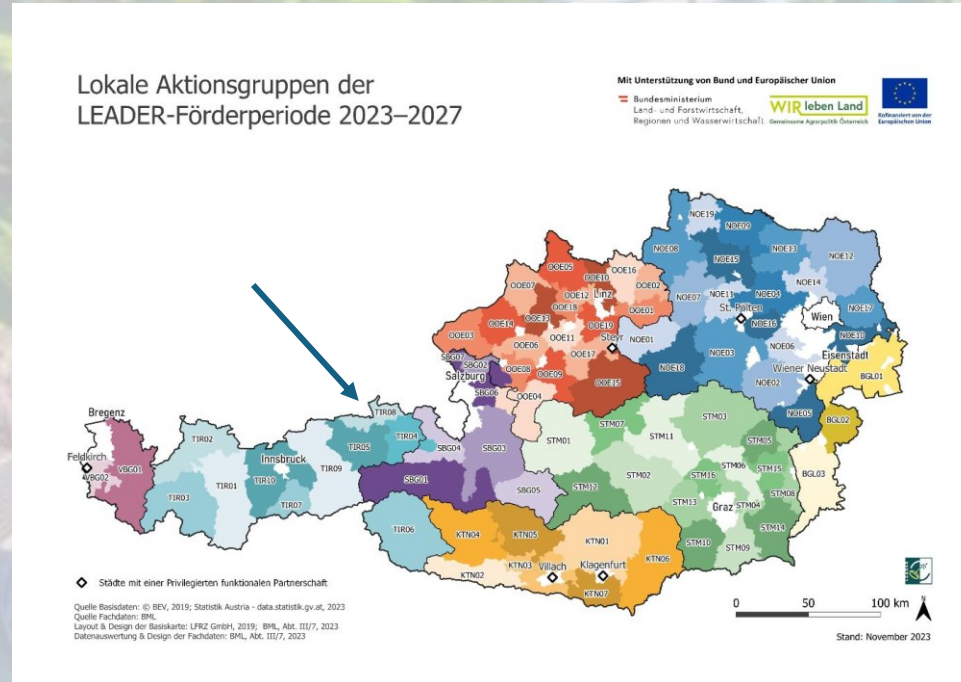 Lokale Aktionsgruppen der
LEADER-Förderperiode 2023–2027
Mit Unterstützung von Bund und Europäischer Union
Bundesministerium
Land- und Forstwirtschaft,
Regionen und Wasserwirtschaft
WIR leben Land
Gemeinsame Agrarpolitik Österreich
Kofinanziert von der
Europäischen Union
NOE19
NOE09
NOE08
NOE13
NOE15
NOE12
NOE14
NOE07
NOE11
NOE04
NOE17
St. Pölten
Wien
NOE16
NOE10
NOE01
NOE06
NOE03
Eisenstadt
NOE18
Wiener Neustadt
NOE02
NOE05
OOE05
OOE10
OOE16
OOE07
OOE02
OOE12
Linz
OOE18
OOE01
OOE13
OOE14
OOE19
OOE03
OOE11
Steyr
OOE06
OOE17
OOE08
OOE09
OOE15
OOE04
SBG07
SBG02
Salzburg
SBG06
SBG04
SBG03
SBG01
SBG05
BGL01
BGL02
BGL03
STM03
STM07
STM01
STM11
STM05
STM06
STM15
STM02
STM16
STM12
STM08
STM13
Graz
STM04
STM14
STM10
STM09
TIR08
TIR05
TIR04
TIR02
Innsbruck
TIR09
TIR10
TIR01
TIR03
TIR07
TIR06
Bregenz
Feldkirch
VBG01
VBG02
KTN04
KTN05
KTN01
KTN06
KTN02
KTN03
Villach
Klagenfurt
KTN07
Städte mit einer Privilegierten funktionalen Partnerschaft
Quelle Basisdaten: © BEV, 2019; Statistik Austria - data.statistik.gv.at, 2023
Quelle Fachdaten: BML
Layout & Design der Basiskarte: LFRZ GmbH, 2019; BML, Abt. III/7, 2023
Datenauswertung & Design der Fachdaten: BML, Abt. III/7, 2023
0 50 100 km
N
Stand: November 2023